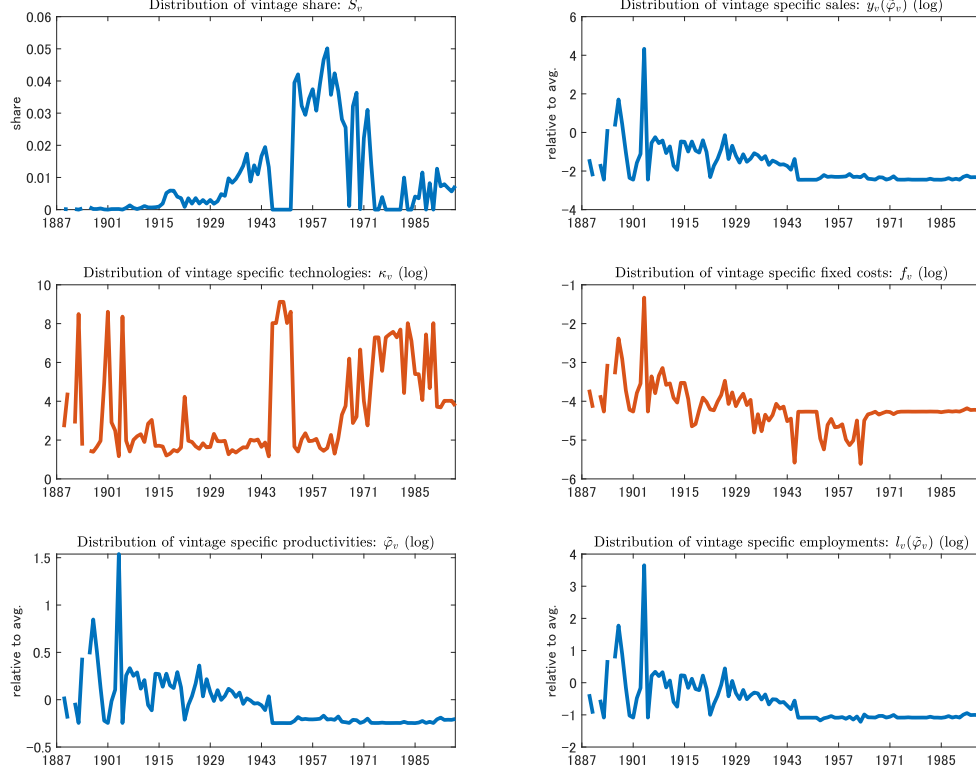 Distribution of vintage share: S_v
0.06
0.05
0.04
0.03
0.02
0.01
0
share
1887 1901 1915 1929 1943 1957 1971 1985
Distribution of vintage specific sales: y_v(φ̃_v) (log)
6
4
2
0
−2
−4
relative to avg.
1887 1901 1915 1929 1943 1957 1971 1985
Distribution of vintage specific technologies: κ_v (log)
10
8
6
4
2
0
1887 1901 1915 1929 1943 1957 1971 1985
Distribution of vintage specific fixed costs: f_v (log)
−1
−2
−3
−4
−5
−6
1887 1901 1915 1929 1943 1957 1971 1985
Distribution of vintage specific productivities: φ̃_v (log)
1.5
1
0.5
0
−0.5
relative to avg.
1887 1901 1915 1929 1943 1957 1971 1985
Distribution of vintage specific employments: l_v(φ̃_v) (log)
4
3
2
1
0
−1
−2
relative to avg.
1887 1901 1915 1929 1943 1957 1971 1985